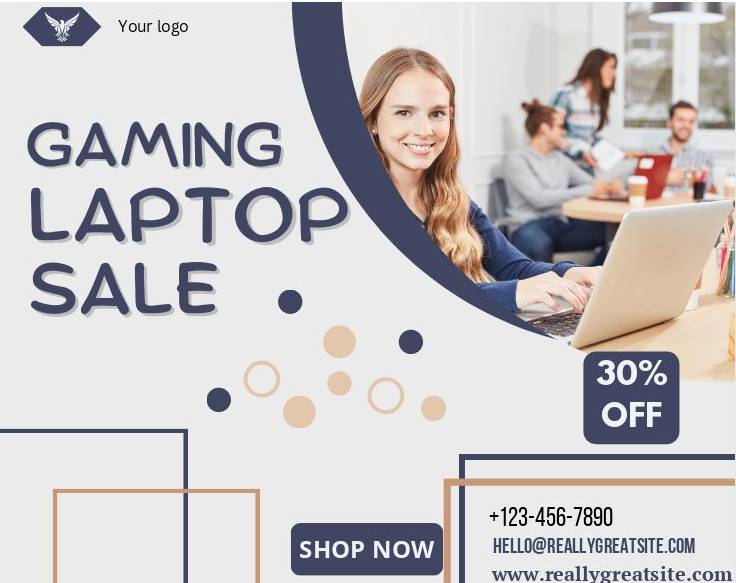 Your logo
GAMING
LAPTOP
SALE
30%
OFF
SHOP NOW
+123-456-7890
HELLO@REALLYGREATSITE.COM
www.reallygreatsite.com